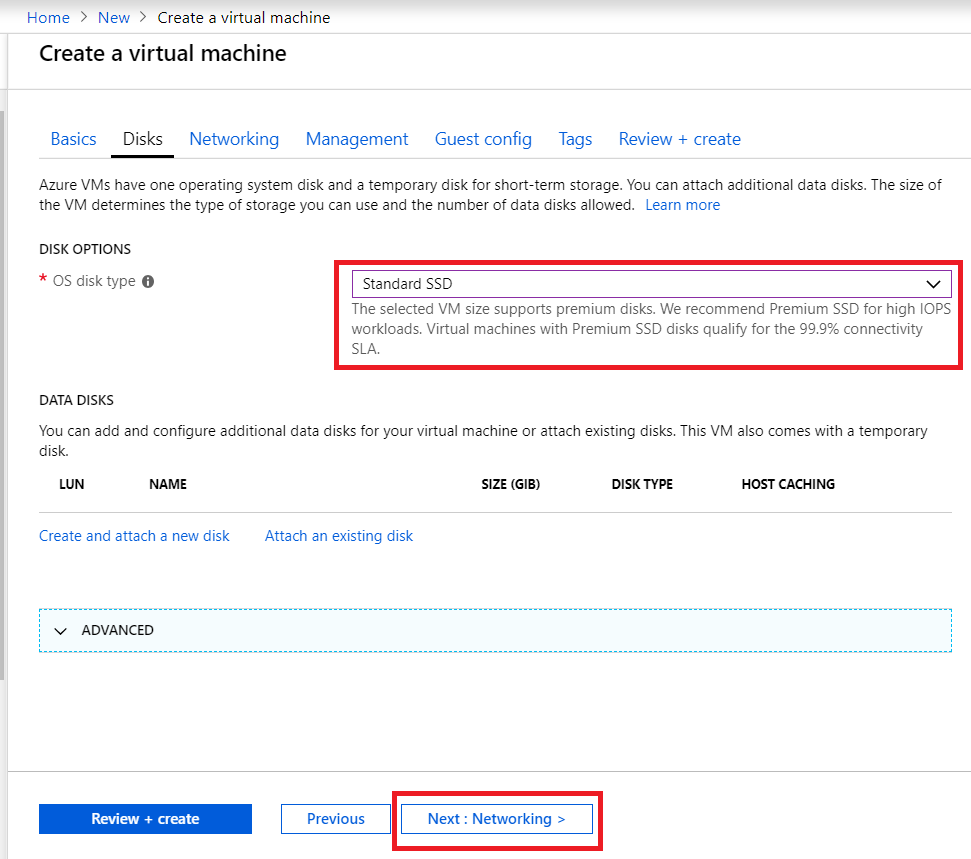 Home > New > Create a virtual machine
Create a virtual machine
Basics Disks Networking Management Guest config Tags Review + create
Azure VMs have one operating system disk and a temporary disk for short-term storage. You can attach additional data disks. The size of
the VM determines the type of storage you can use and the number of data disks allowed. Learn more
DISK OPTIONS
* OS disk type
Standard SSD
The selected VM size supports premium disks. We recommend Premium SSD for high IOPS
workloads. Virtual machines with Premium SSD disks qualify for the 99.9% connectivity
SLA.
DATA DISKS
You can add and configure additional data disks for your virtual machine or attach existing disks. This VM also comes with a temporary
disk.
LUN NAME SIZE (GIB) DISK TYPE HOST CACHING
Create and attach a new disk Attach an existing disk
ADVANCED
Review + create Previous Next : Networking >